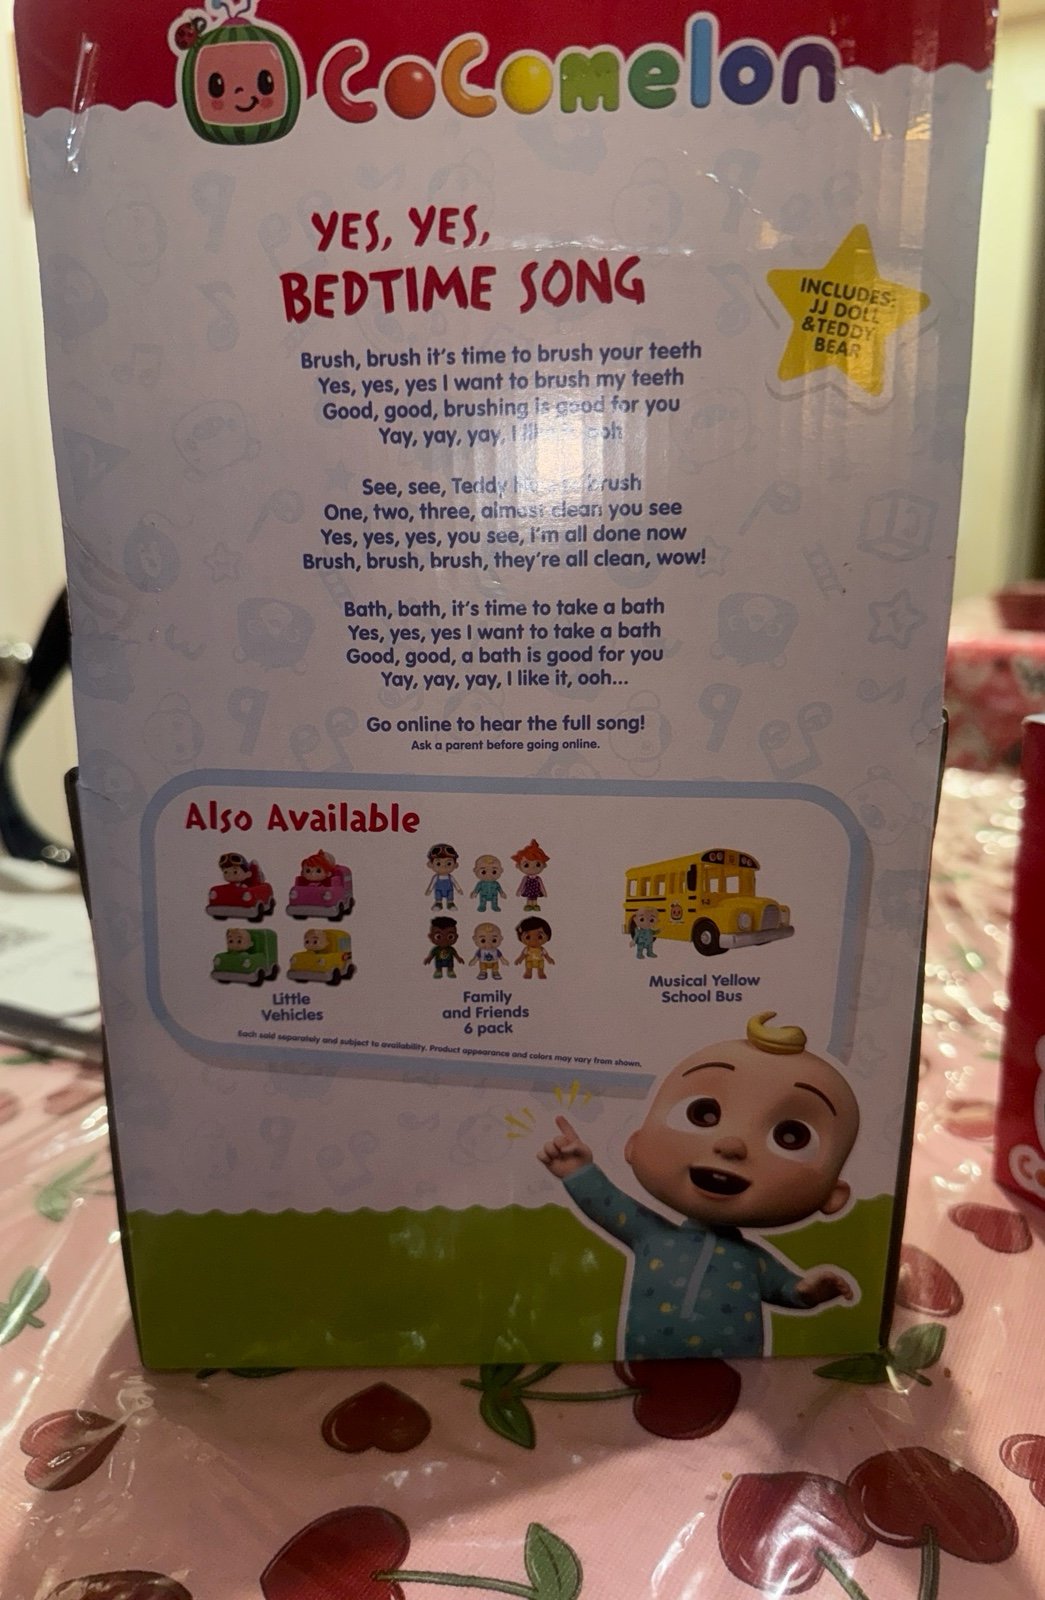 CoComelon
YES, YES,
BEDTIME SONG
INCLUDES:
JJ DOLL
&TEDDY
BEAR
Brush, brush it's time to brush your teeth
Yes, yes, yes I want to brush my teeth
Good, good, brushing is good for you
Yay, yay, yay, I ooh
See, see, Teddy brush
One, two, three, almost clean you see
Yes, yes, yes, you see, I'm all done now
Brush, brush, brush, they're all clean, wow!
Bath, bath, it's time to take a bath
Yes, yes, yes I want to take a bath
Good, good, a bath is good for you
Yay, yay, yay, I like it, ooh...
Go online to hear the full song!
Ask a parent before going online.
Also Available
Little
Vehicles
Family
and Friends
6 pack
Musical Yellow
School Bus
Each sold separately and subject to availability. Product appearance and colors may vary from shown.